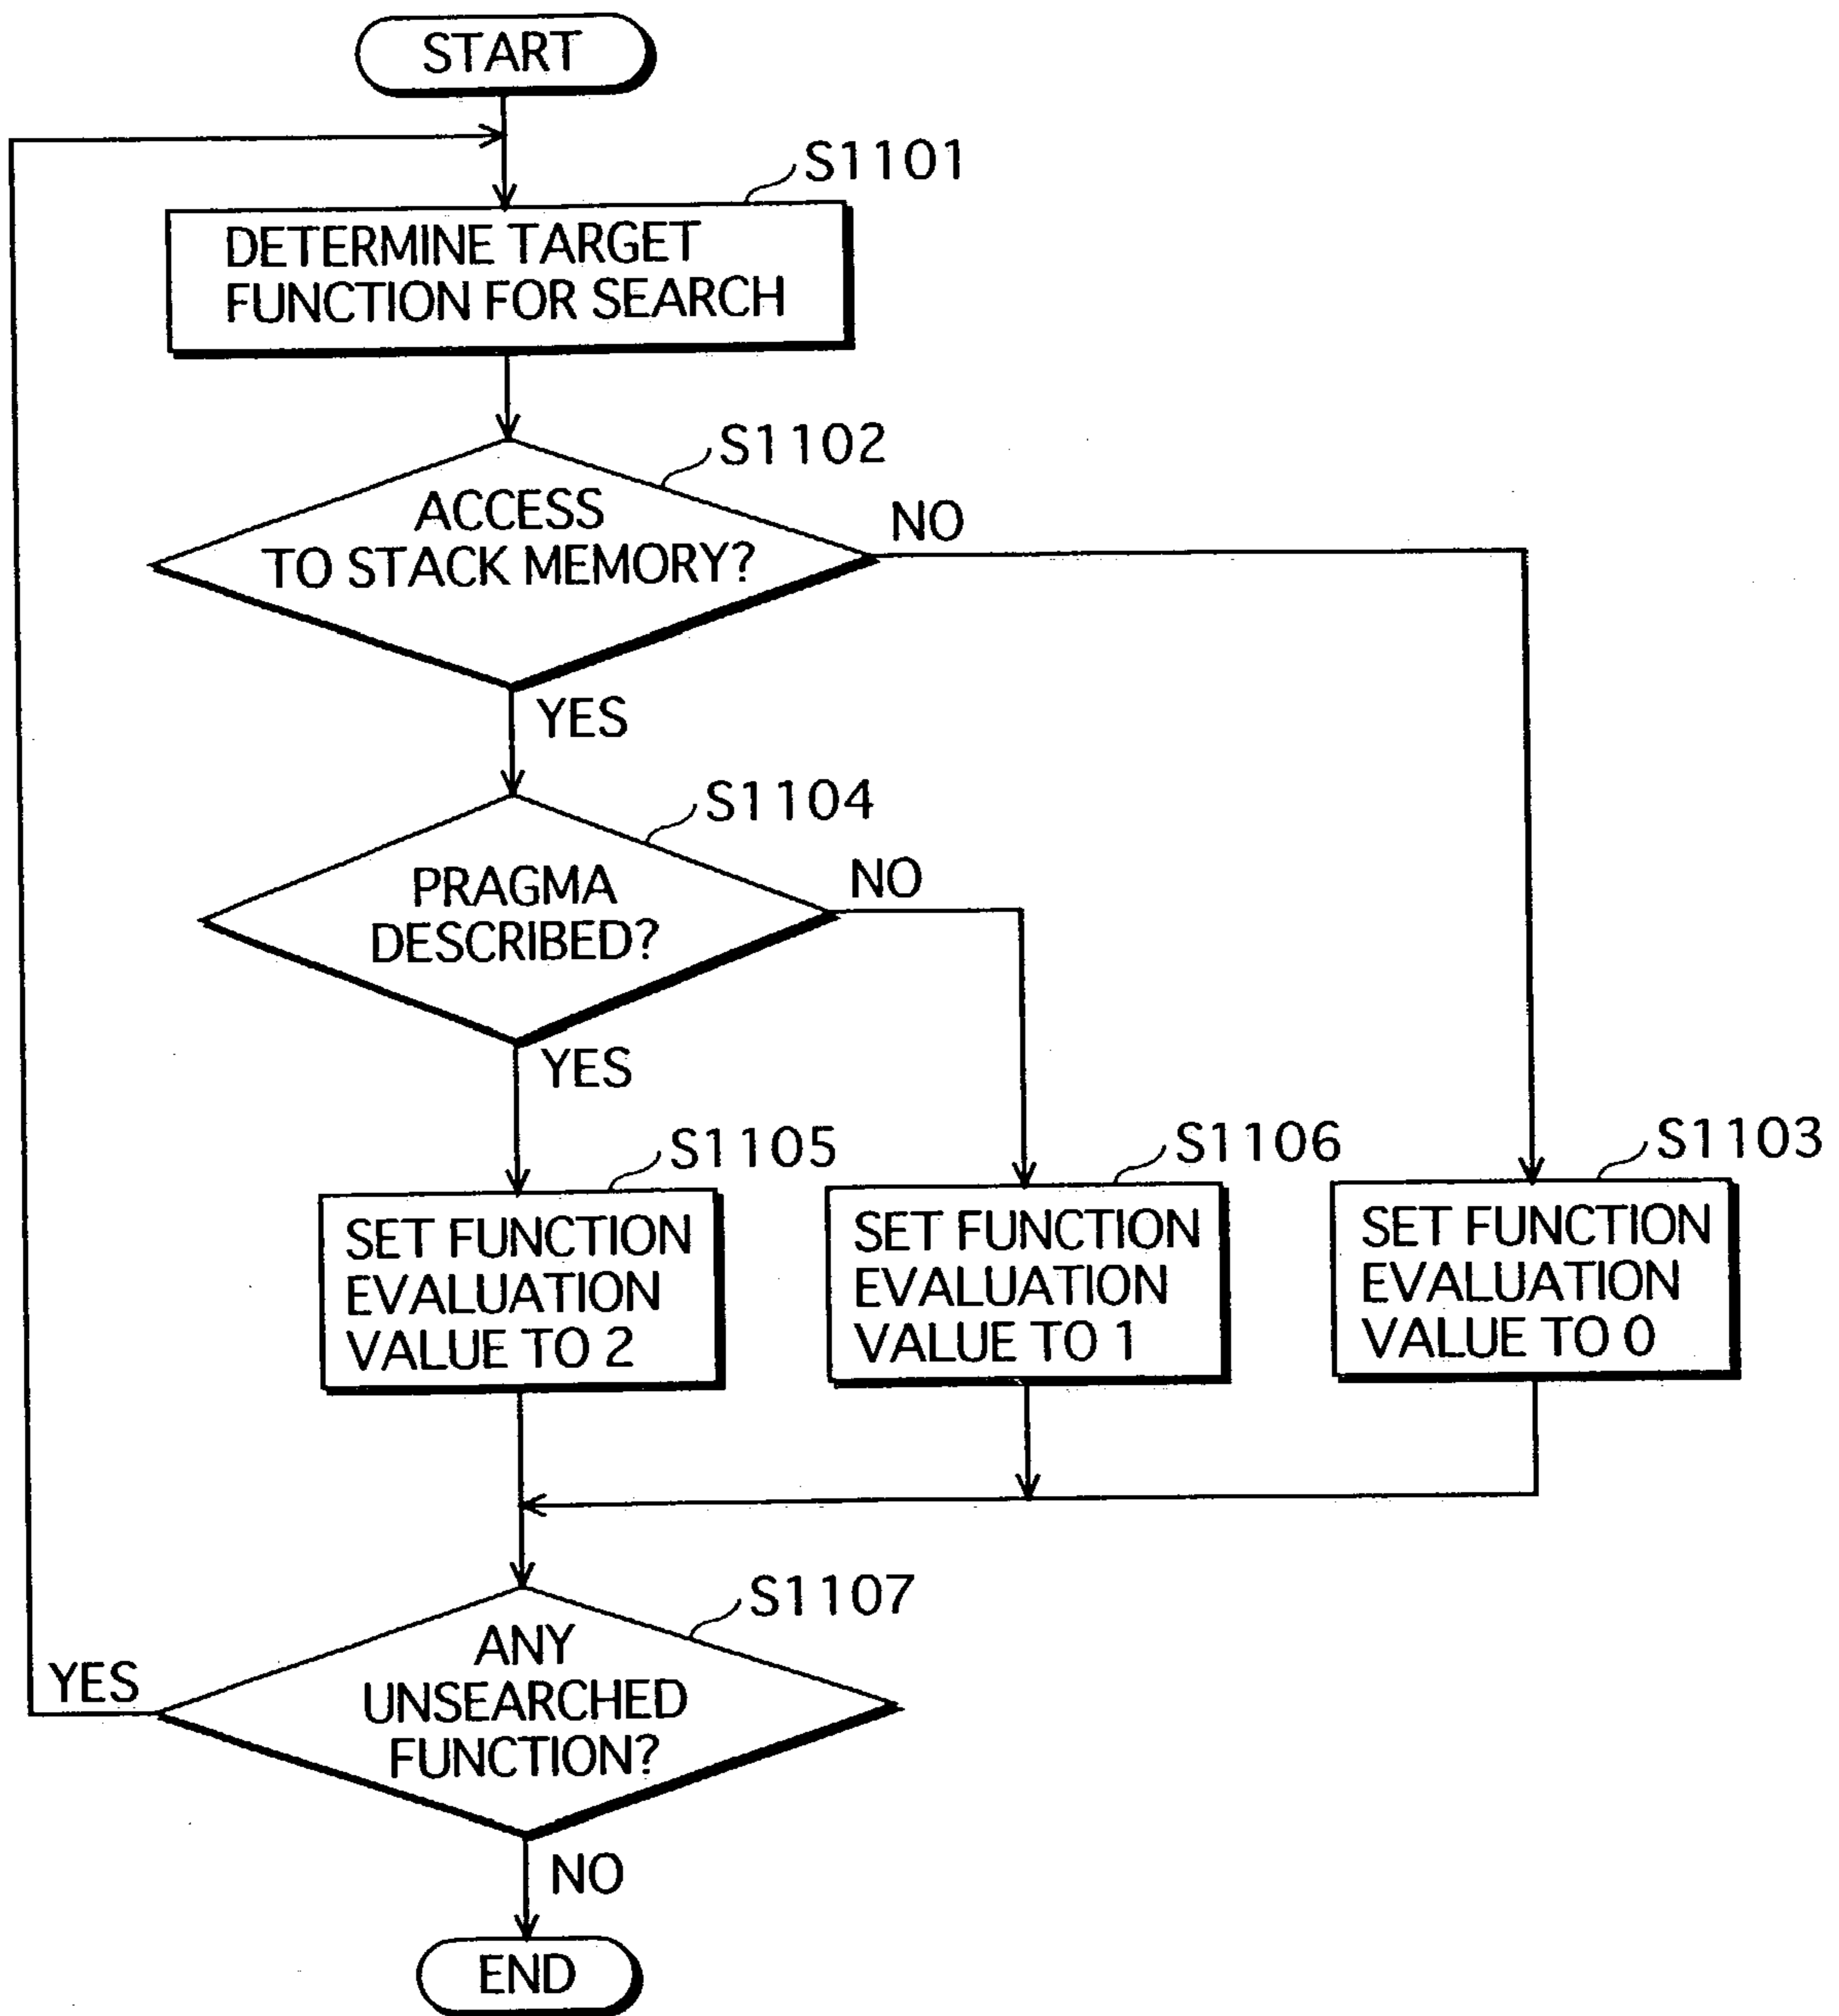 START
S1101
DETERMINE TARGET
FUNCTION FOR SEARCH
S1102
ACCESS
TO STACK MEMORY?
NO
YES
S1104
PRAGMA
DESCRIBED?
NO
YES
S1105
SET FUNCTION
EVALUATION
VALUE TO 2
S1106
SET FUNCTION
EVALUATION
VALUE TO 1
S1103
SET FUNCTION
EVALUATION
VALUE TO 0
S1107
ANY
UNSEARCHED
FUNCTION?
YES
NO
END